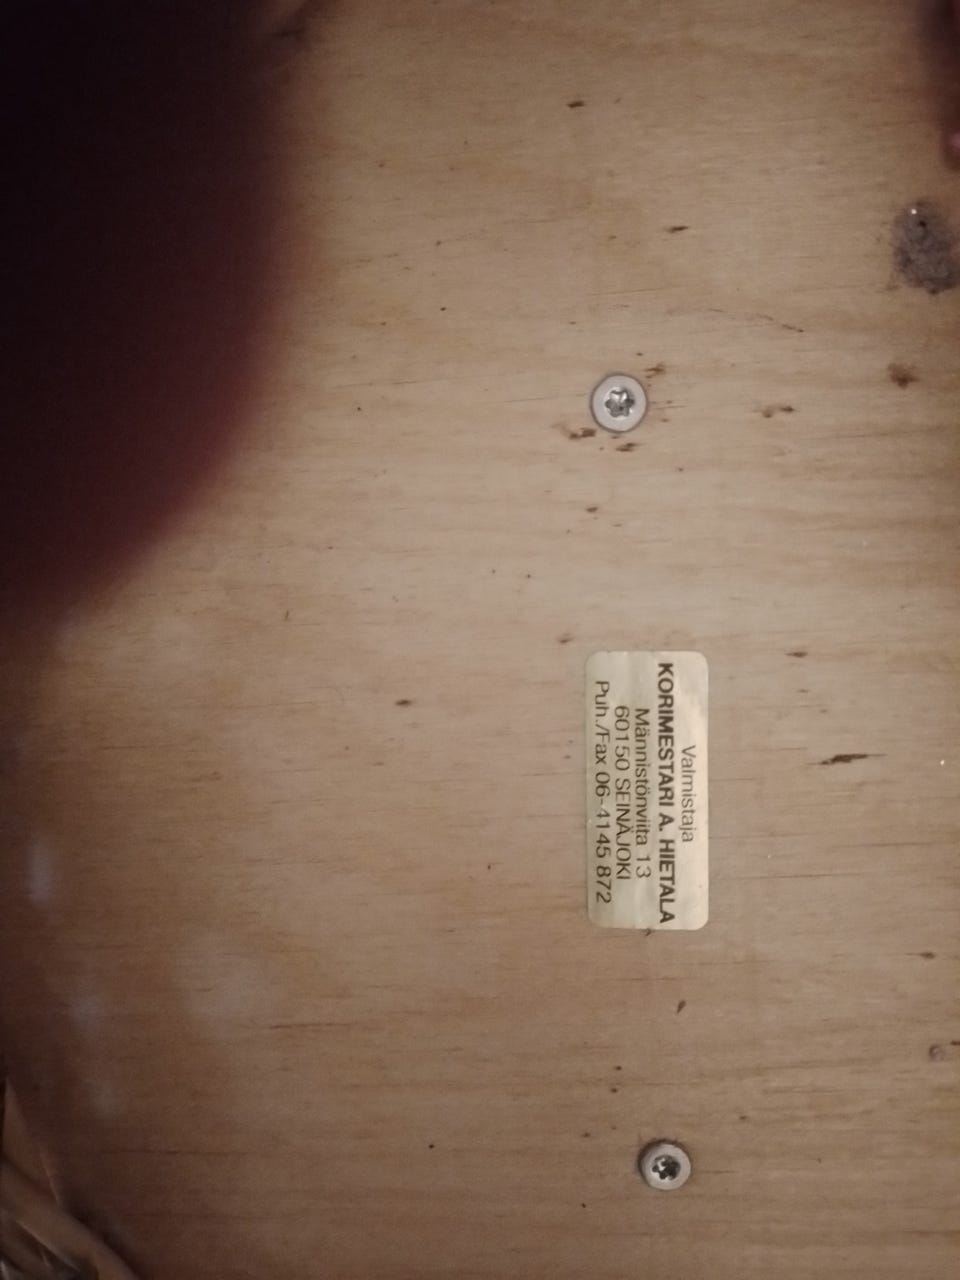 Valmistaja
KORIMESTARI A. HIETALA
Männistönviita 13
60150 SEINÄJOKI
Puh./Fax 06-4145 872